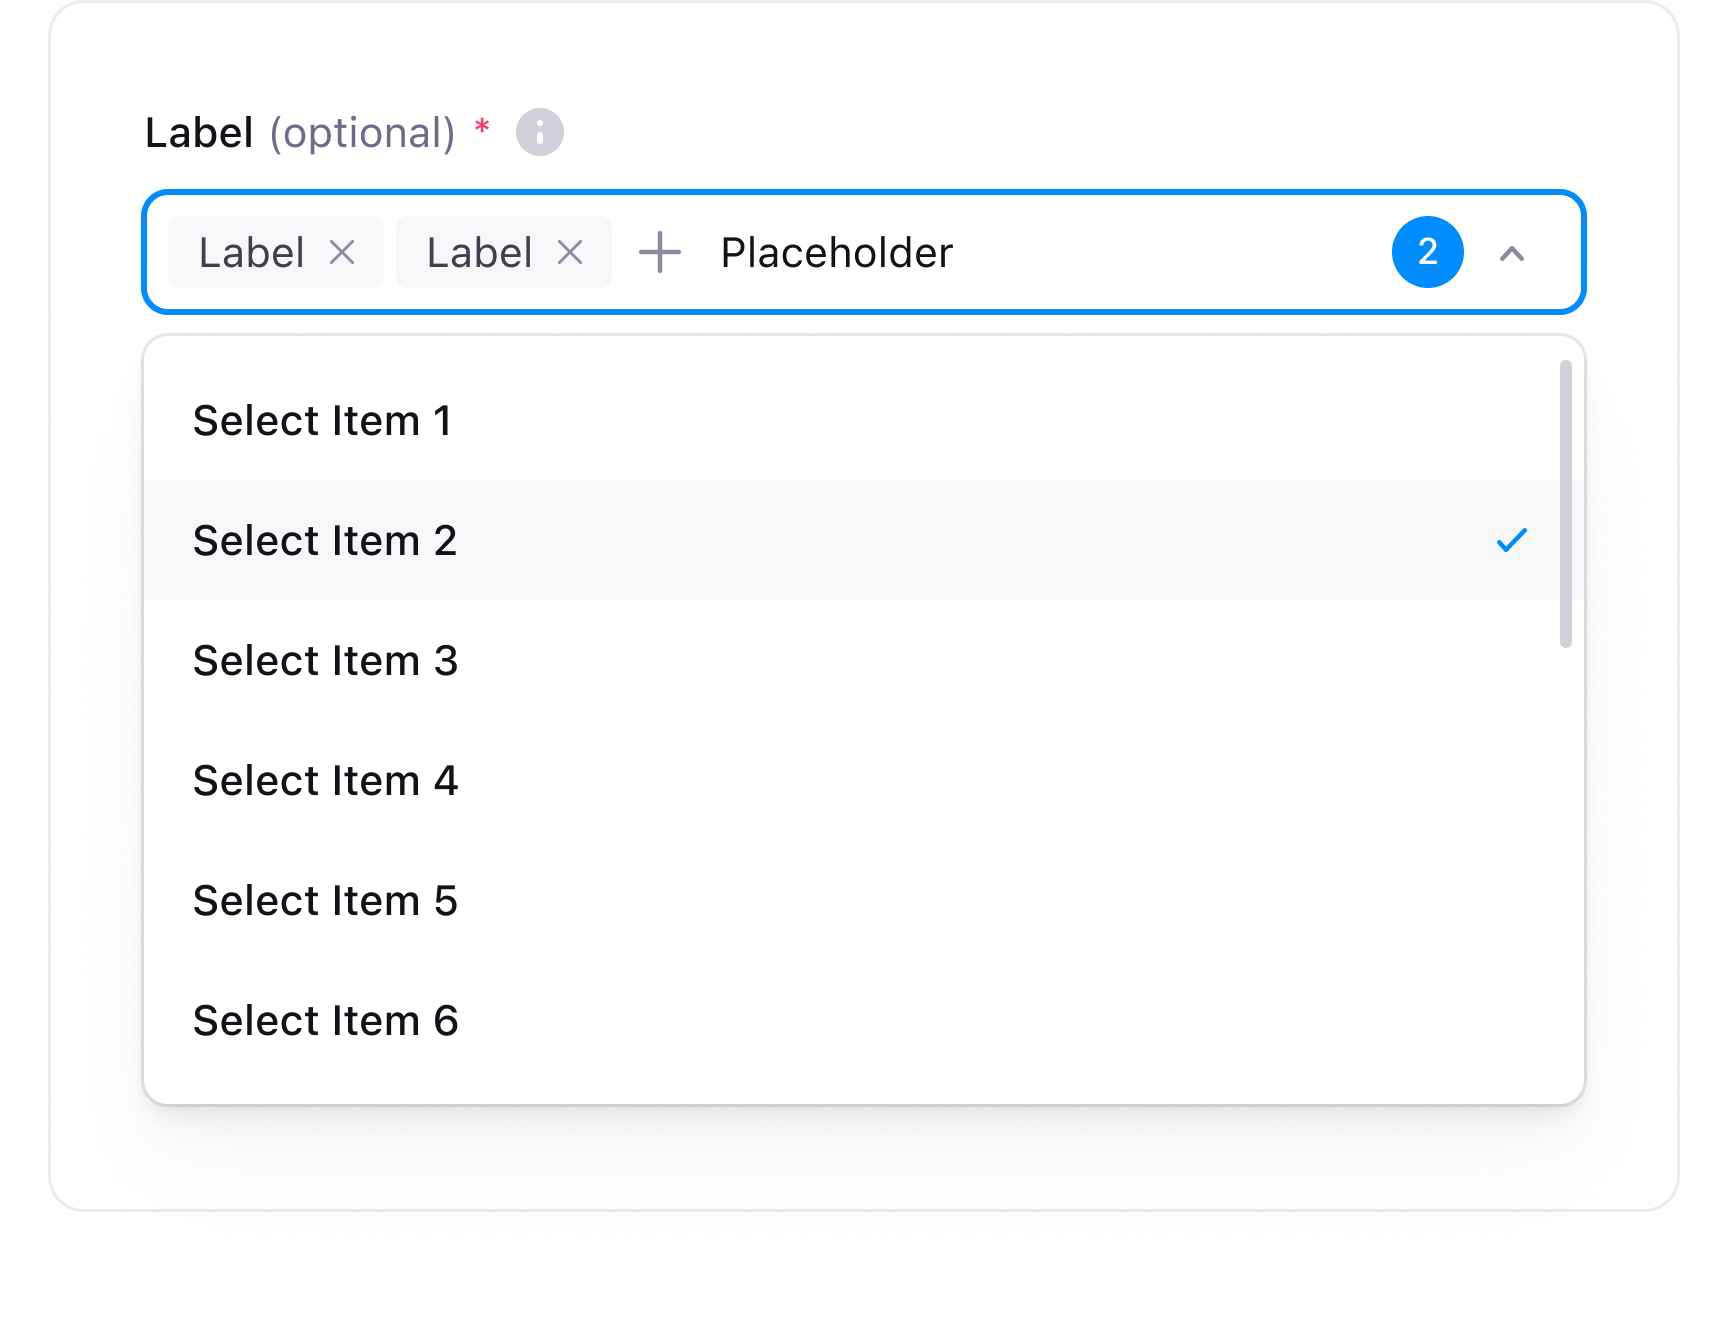 Label (optional) *
Label Label Placeholder 2
Select Item 1
Select Item 2
Select Item 3
Select Item 4
Select Item 5
Select Item 6